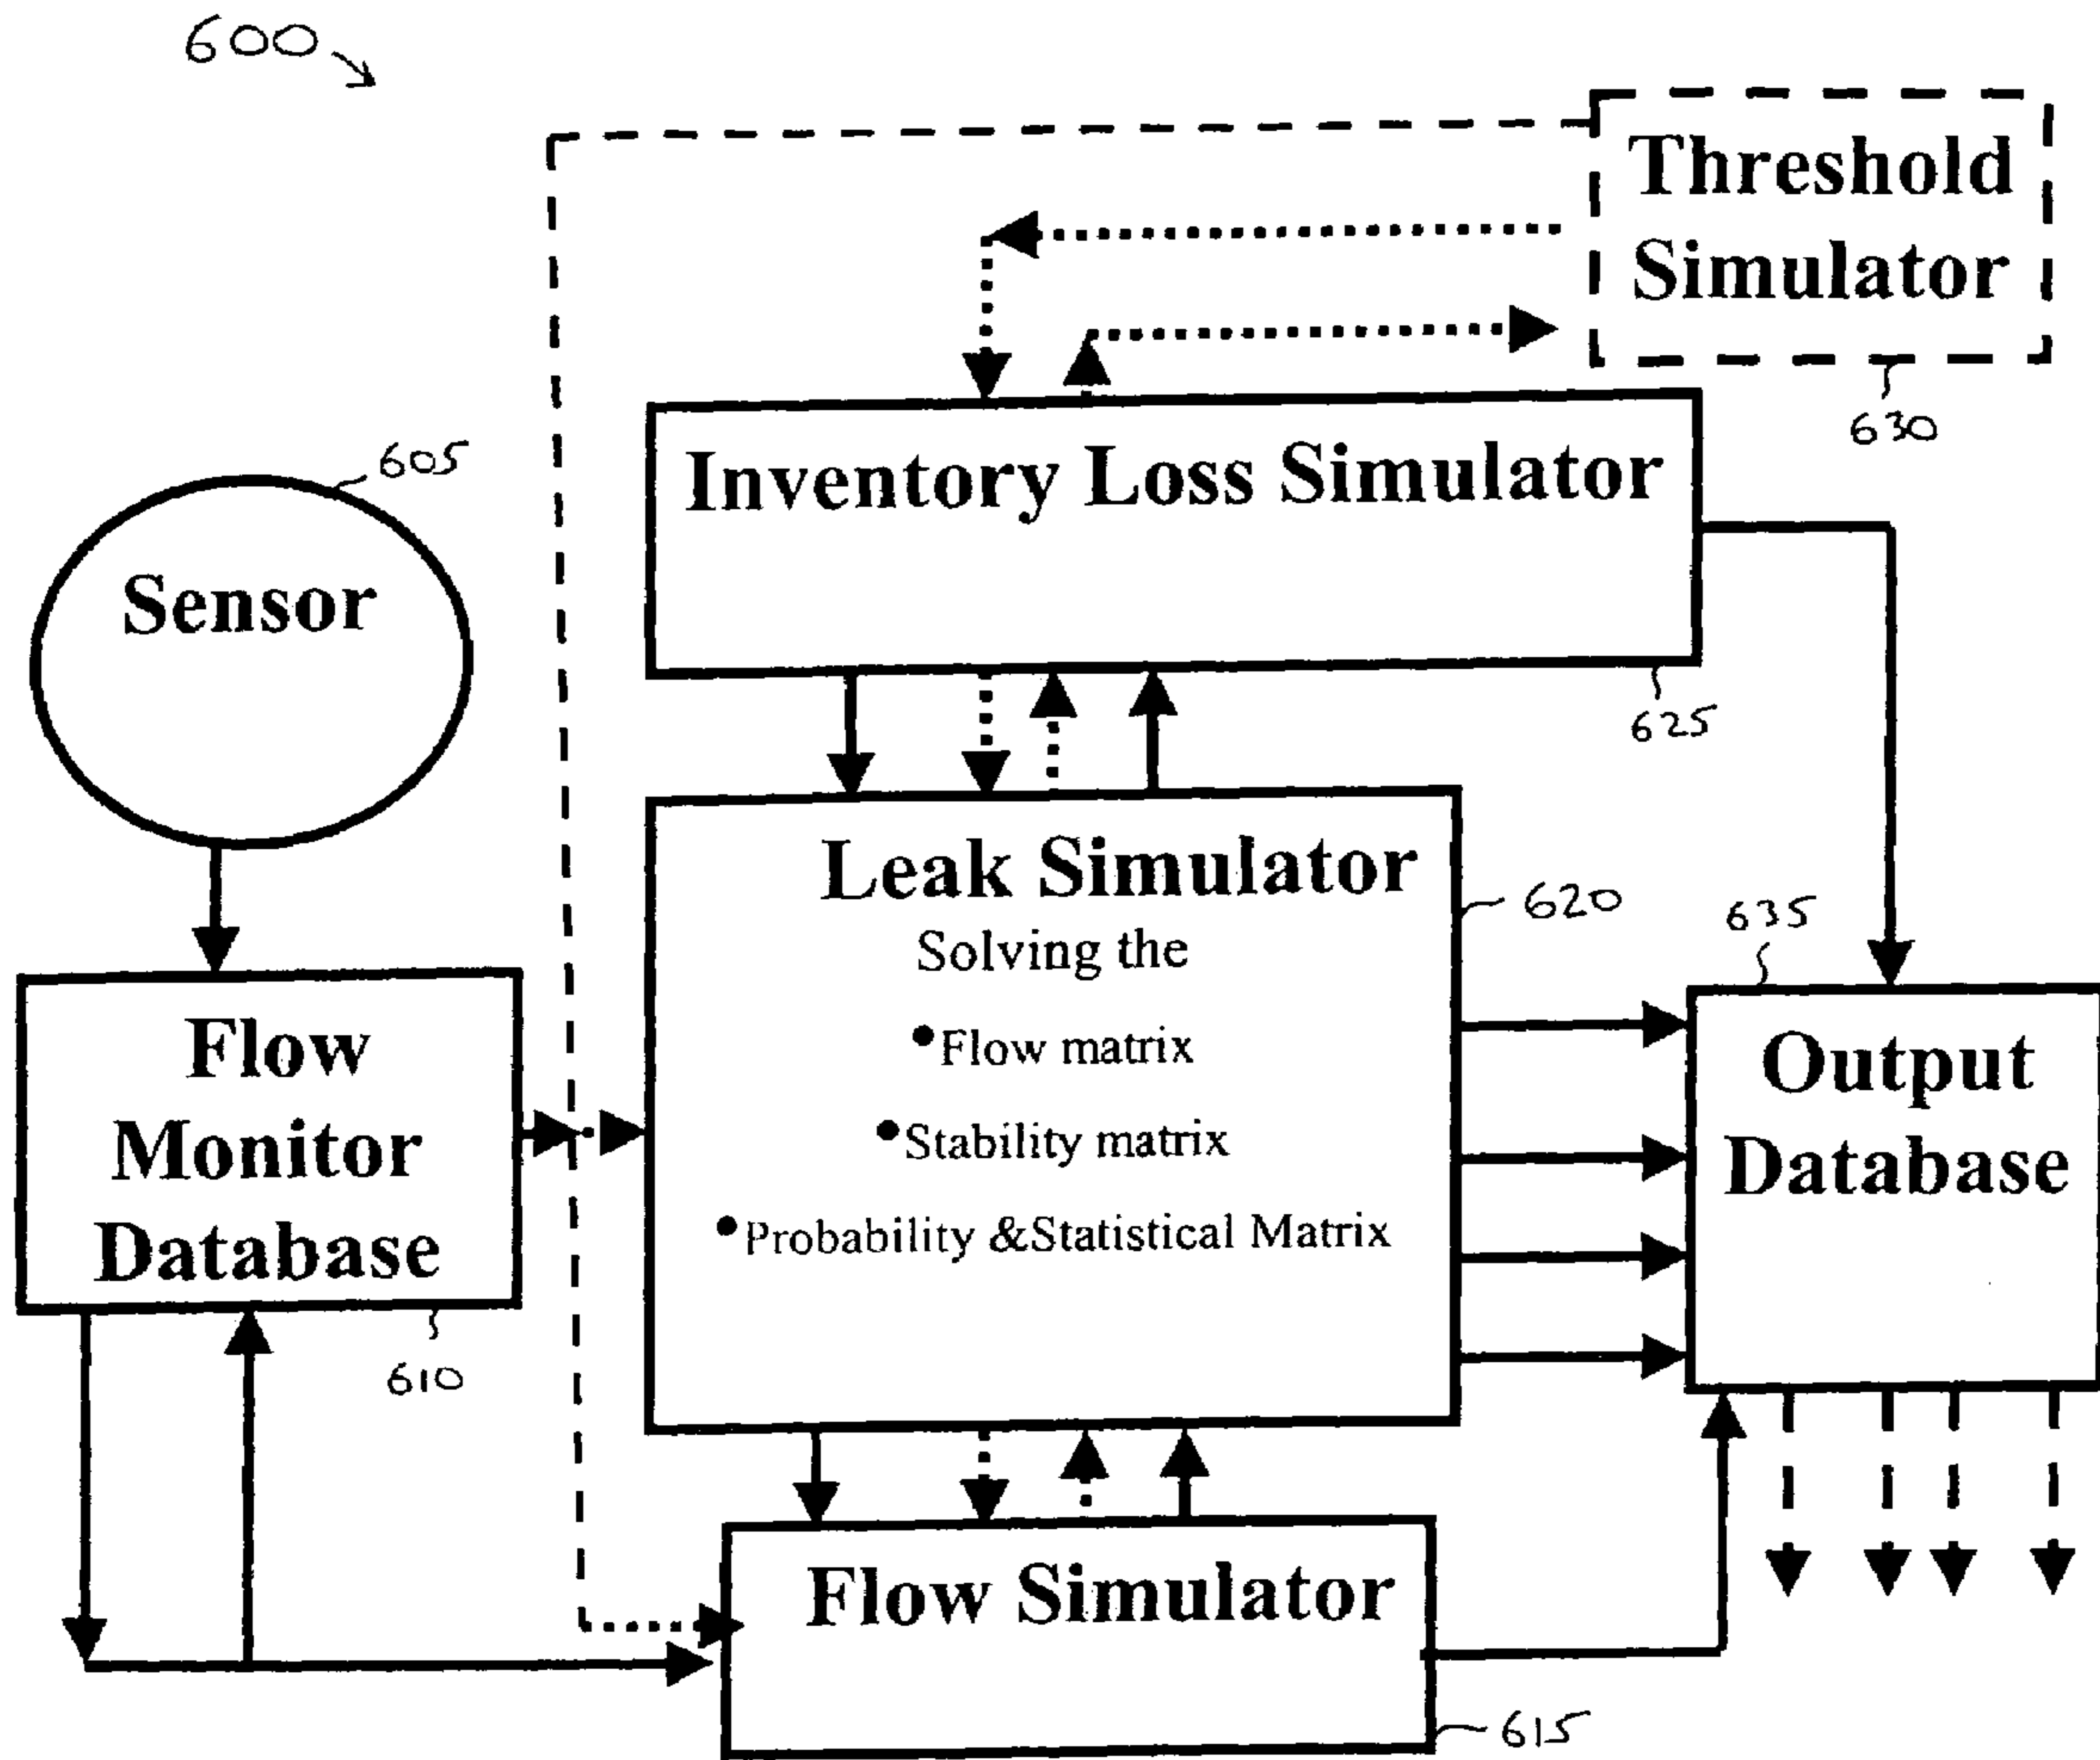 600
Threshold
Simulator
630
Inventory Loss Simulator
625
605
Sensor
Leak Simulator
Solving the
•Flow matrix
•Stability matrix
•Probability &Statistical Matrix
620
635
Flow
Monitor
Database
610
Output
Database
Flow Simulator
615